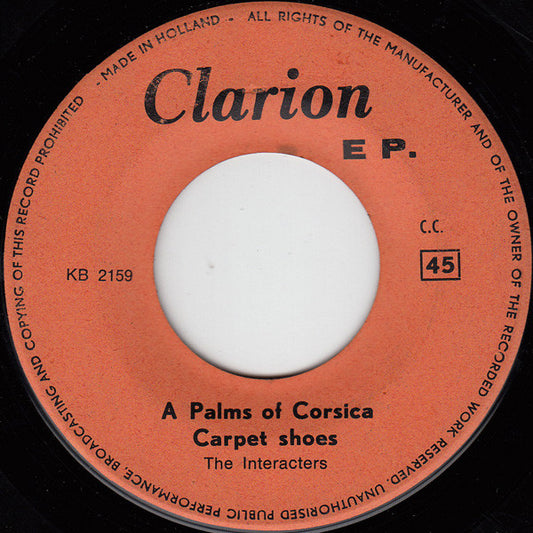 MADE IN HOLLAND - ALL RIGHTS OF THE MANUFACTURER AND OF THE OWNER OF THE RECORDED WORK RESERVED. UNAUTHORISED PUBLIC PERFORMANCE, BROADCASTING AND COPYING OF THIS RECORD PROHIBITED -
Clarion
E P.
C.C.
KB 2159
45
A Palms of Corsica
Carpet shoes
The Interacters